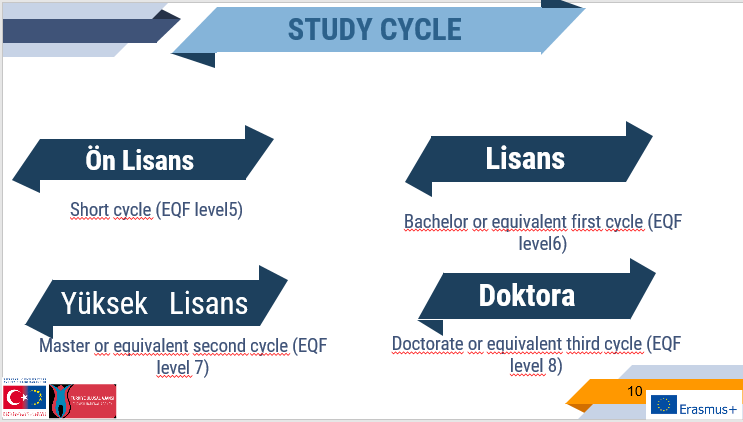 STUDY CYCLE
Ön Lisans
Short cycle (EQF level5)
Lisans
Bachelor or equivalent first cycle (EQF
level6)
Yüksek Lisans
Master or equivalent second cycle (EQF
level 7)
Doktora
Doctorate or equivalent third cycle (EQF
level 8)
10
Erasmus+